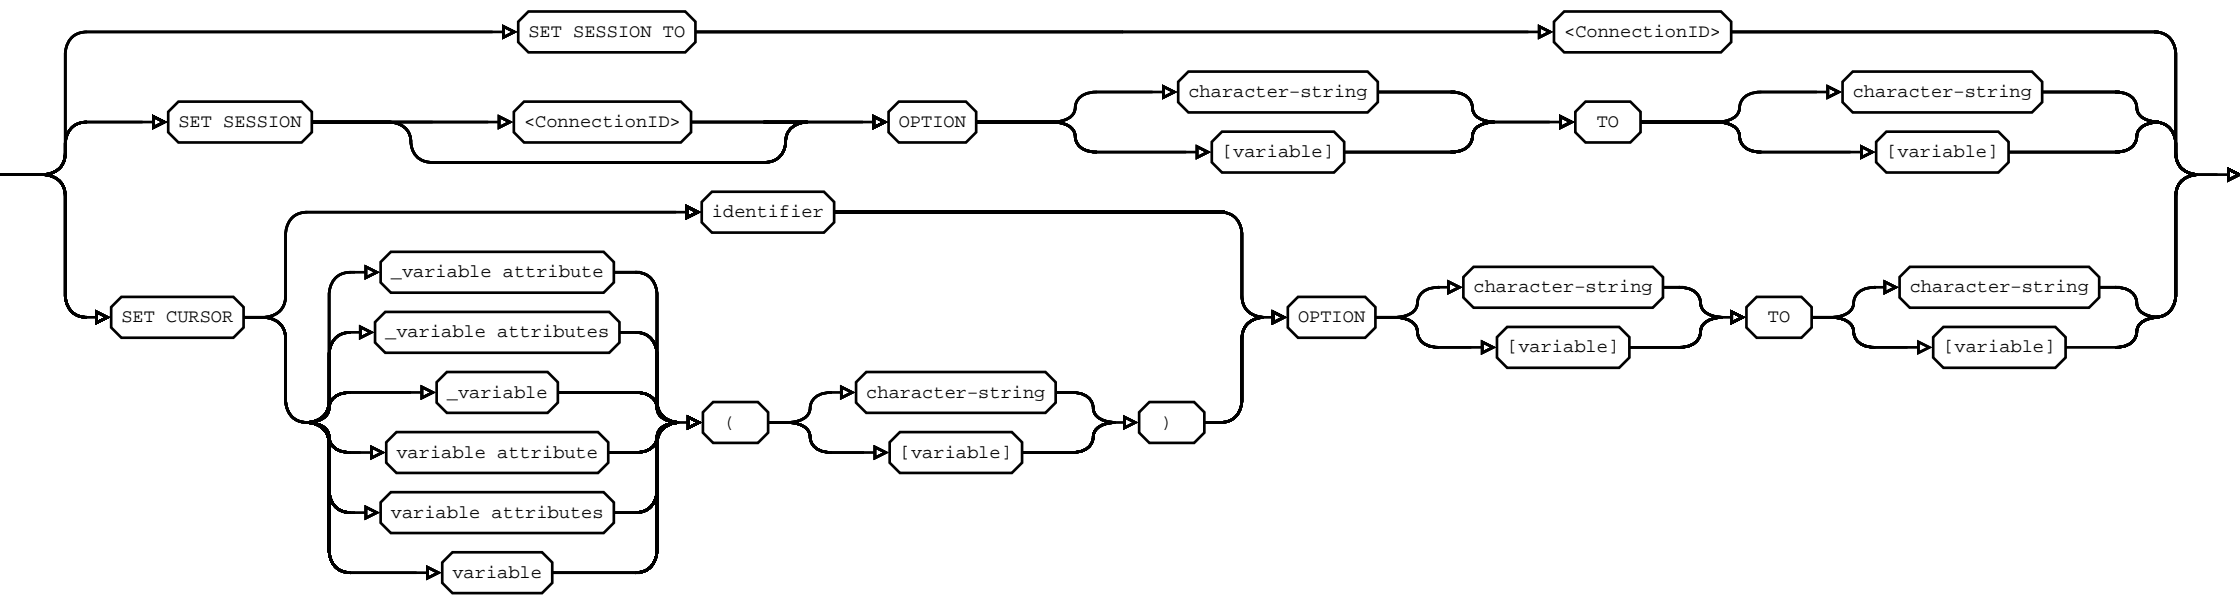 SET SESSION TO <ConnectionID>
character-string character-string
SET SESSION <ConnectionID> OPTION TO
[variable] [variable]
identifier
_variable attribute character-string character-string
SET CURSOR OPTION TO
_variable attributes [variable] [variable]
_variable character-string
( )
variable attribute [variable]
variable attributes
variable